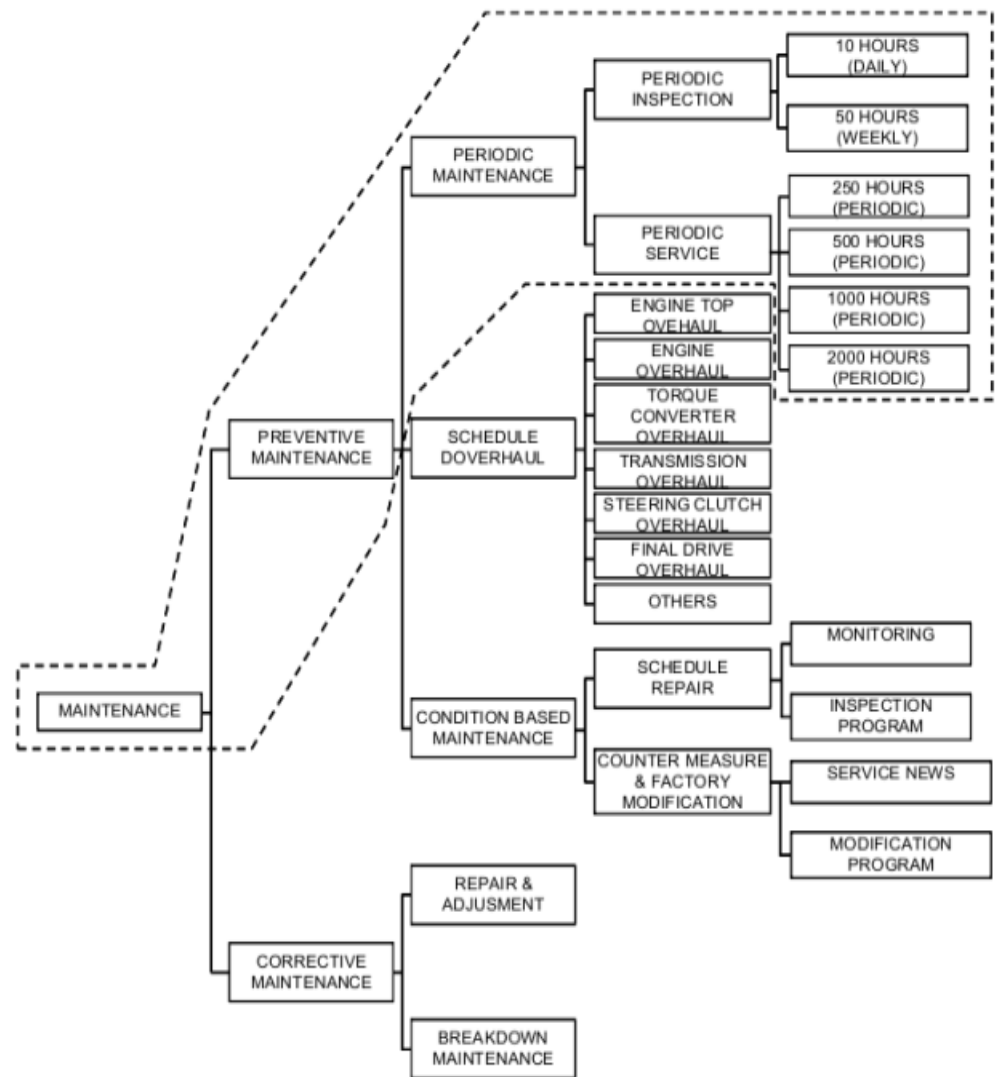 10 HOURS
(DAILY)
PERIODIC
INSPECTION
50 HOURS
(WEEKLY)
PERIODIC
MAINTENANCE
250 HOURS
(PERIODIC)
PERIODIC
SERVICE
500 HOURS
(PERIODIC)
1000 HOURS
(PERIODIC)
2000 HOURS
(PERIODIC)
ENGINE TOP
OVEHAUL
ENGINE
OVERHAUL
TORQUE
CONVERTER
OVERHAUL
PREVENTIVE
MAINTENANCE
SCHEDULE
DOVERHAUL
TRANSMISSION
OVERHAUL
STEERING CLUTCH
OVERHAUL
FINAL DRIVE
OVERHAUL
OTHERS
MONITORING
SCHEDULE
REPAIR
INSPECTION
PROGRAM
MAINTENANCE
CONDITION BASED
MAINTENANCE
COUNTER MEASURE
& FACTORY
MODIFICATION
SERVICE NEWS
MODIFICATION
PROGRAM
REPAIR &
ADJUSMENT
CORRECTIVE
MAINTENANCE
BREAKDOWN
MAINTENANCE